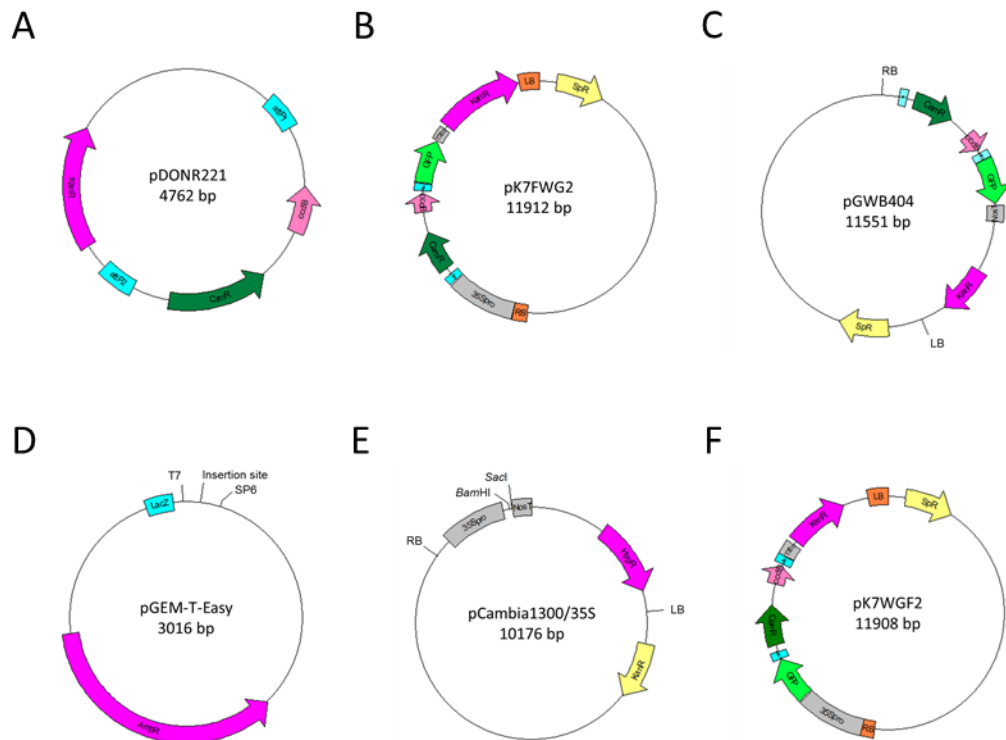 A
attP1
ccdB
CamR
attP2
KanR
pDONR221
4762 bp
B
KanR
LB
SpR
GFP
ccdB
CamR
35Spro
RB
pK7FWG2
11912 bp
C
RB
CamR
ccdB
GFP
NosT
KanR
LB
SpR
pGWB404
11551 bp
D
LacZ
T7
Insertion site
SP6
AmpR
pGEM-T-Easy
3016 bp
E
SacI
BamHI
NosT
35Spro
RB
HygR
LB
KanR
pCambia1300/35S
10176 bp
F
KanR
LB
SpR
ccdB
CamR
GFP
35Spro
RB
pK7WGF2
11908 bp